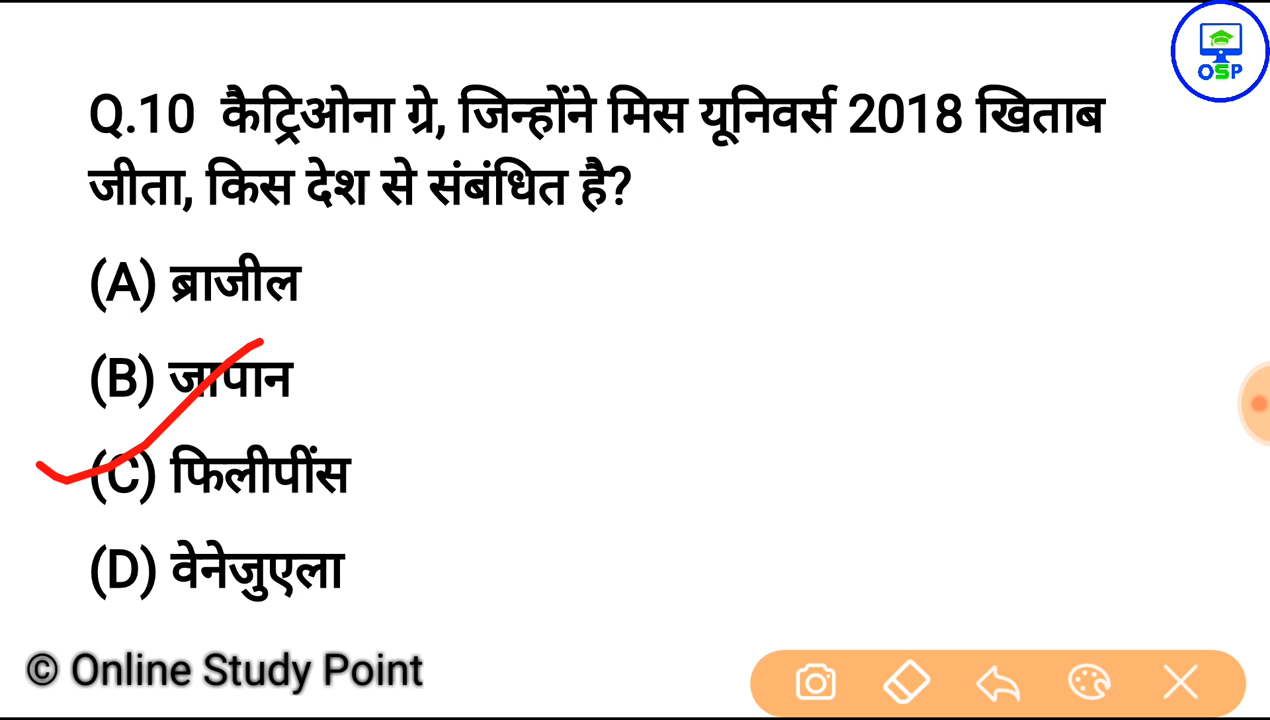 OSP
Q.10 कैट्रिओना ग्रे, जिन्होंने मिस यूनिवर्स 2018 खिताब
जीता, किस देश से संबंधित है?
(A) ब्राजील
(B) जापान
(C) फिलीपींस
(D) वेनेजुएला
© Online Study Point